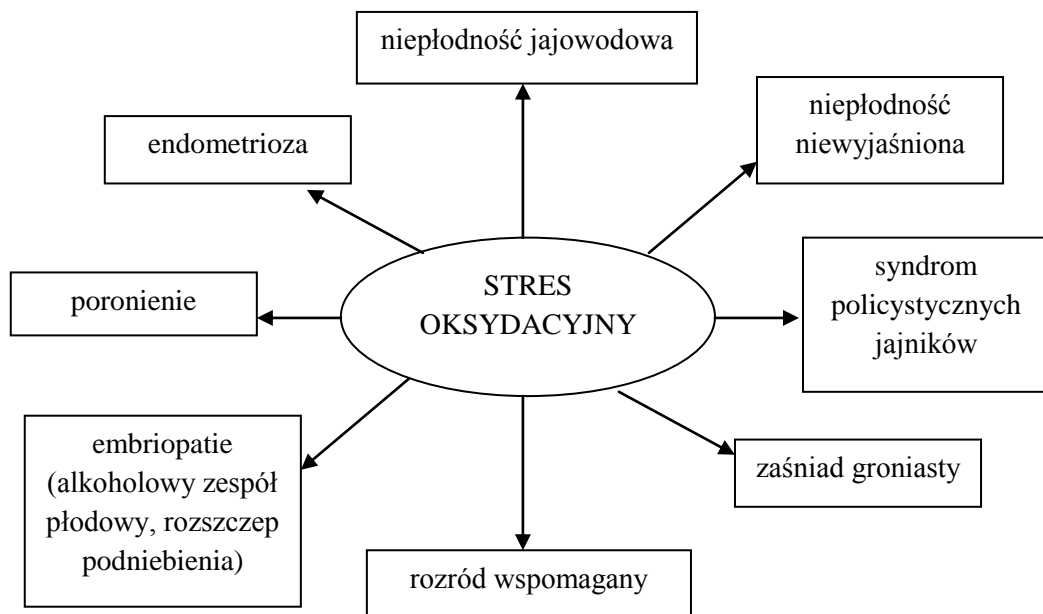 niepłodność jajowodowa
niepłodność
niewyjaśniona
endometrioza
STRES
OKSYDACYJNY
syndrom
policystycznych
jajników
poronienie
embriopatie
(alkoholowy zespół
płodowy, rozszczep
podniebienia)
zaśniad groniasty
rozród wspomagany